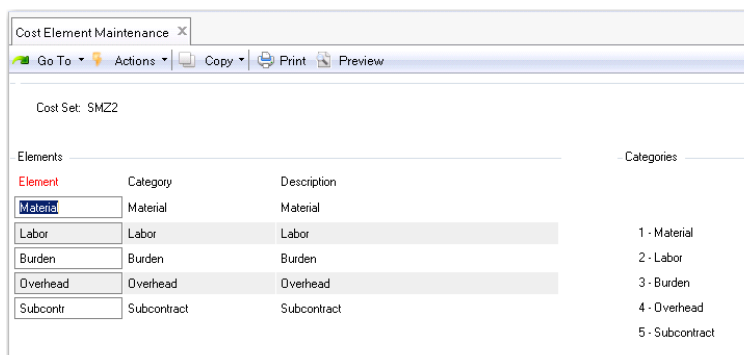 Cost Element Maintenance X
Go To Actions Copy Print Preview
Cost Set: SMZ2
Elements Categories
Element Category Description
Material Material Material
Labor Labor Labor 1 - Material
Burden Burden Burden 2 - Labor
Overhead Overhead Overhead 3 - Burden
Subcontr Subcontract Subcontract 4 - Overhead
5 - Subcontract